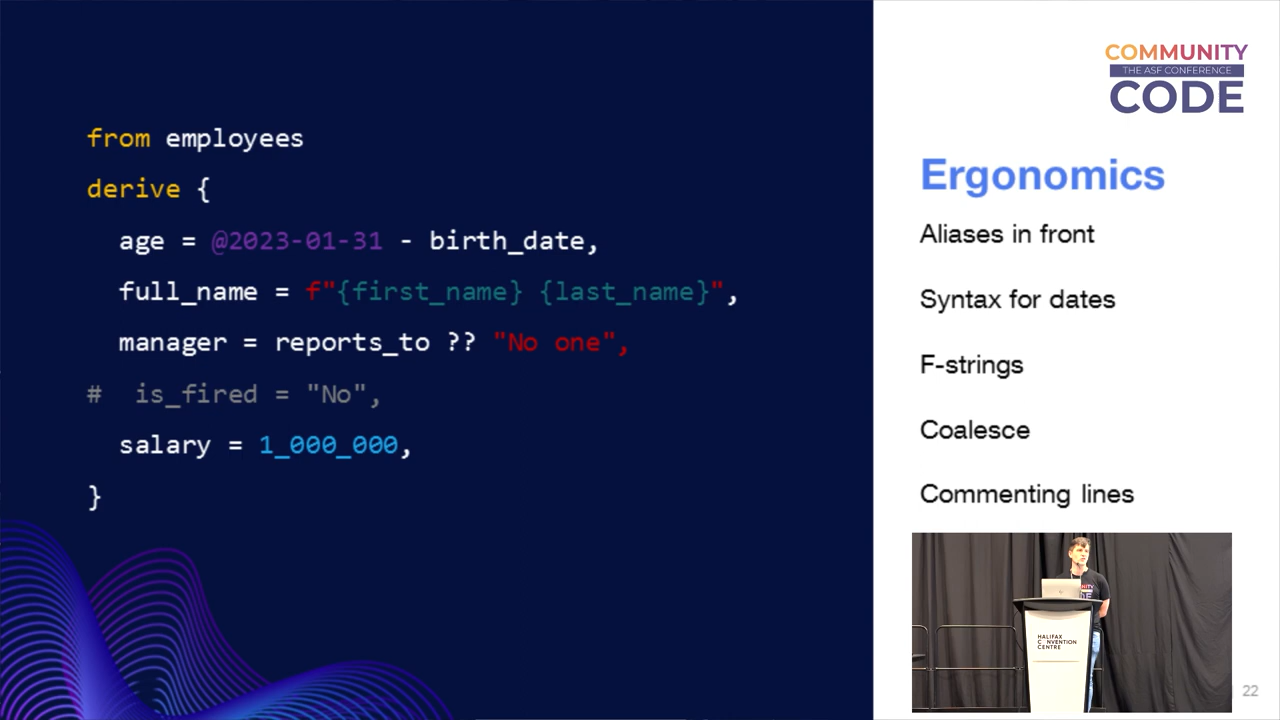 from employees
derive {
  age = @2023-01-31 - birth_date,
  full_name = f"{first_name} {last_name}",
  manager = reports_to ?? "No one",
#  is_fired = "No",
  salary = 1_000_000,
}
COMMUNITY
THE ASF CONFERENCE
CODE
Ergonomics
Aliases in front
Syntax for dates
F-strings
Coalesce
Commenting lines
HALIFAX
C NVENTION
CENTRE
22